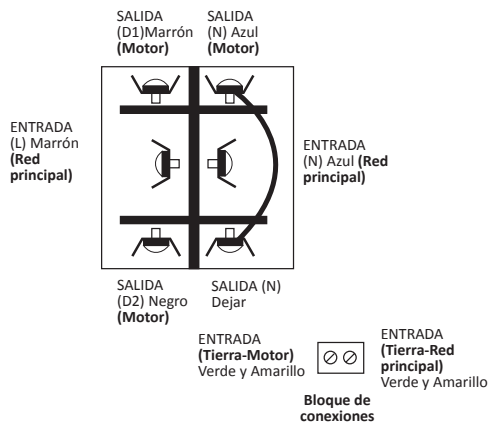 SALIDA
(D1)Marrón
(Motor)
SALIDA
(N) Azul
(Motor)
ENTRADA
(L) Marrón
(Red
principal)
ENTRADA
(N) Azul (Red
principal)
SALIDA
(D2) Negro
(Motor)
SALIDA (N)
Dejar
ENTRADA
(Tierra-Motor)
Verde y Amarillo
ENTRADA
(Tierra-Red
principal)
Verde y Amarillo
Bloque de
conexiones